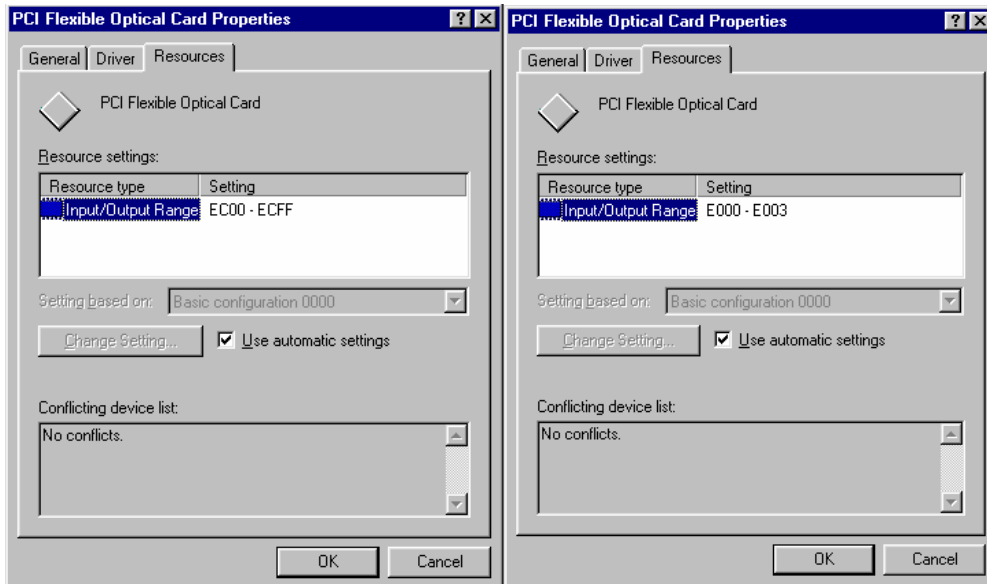 PCI Flexible Optical Card Properties
General Driver Resources
PCI Flexible Optical Card
Resource settings:
Resource type Setting
Input/Output Range EC00 - ECFF
Setting based on: Basic configuration 0000
Change Setting... Use automatic settings
Conflicting device list:
No conflicts.
OK Cancel
PCI Flexible Optical Card Properties
General Driver Resources
PCI Flexible Optical Card
Resource settings:
Resource type Setting
Input/Output Range E000 - E003
Setting based on: Basic configuration 0000
Change Setting... Use automatic settings
Conflicting device list:
No conflicts.
OK Cancel